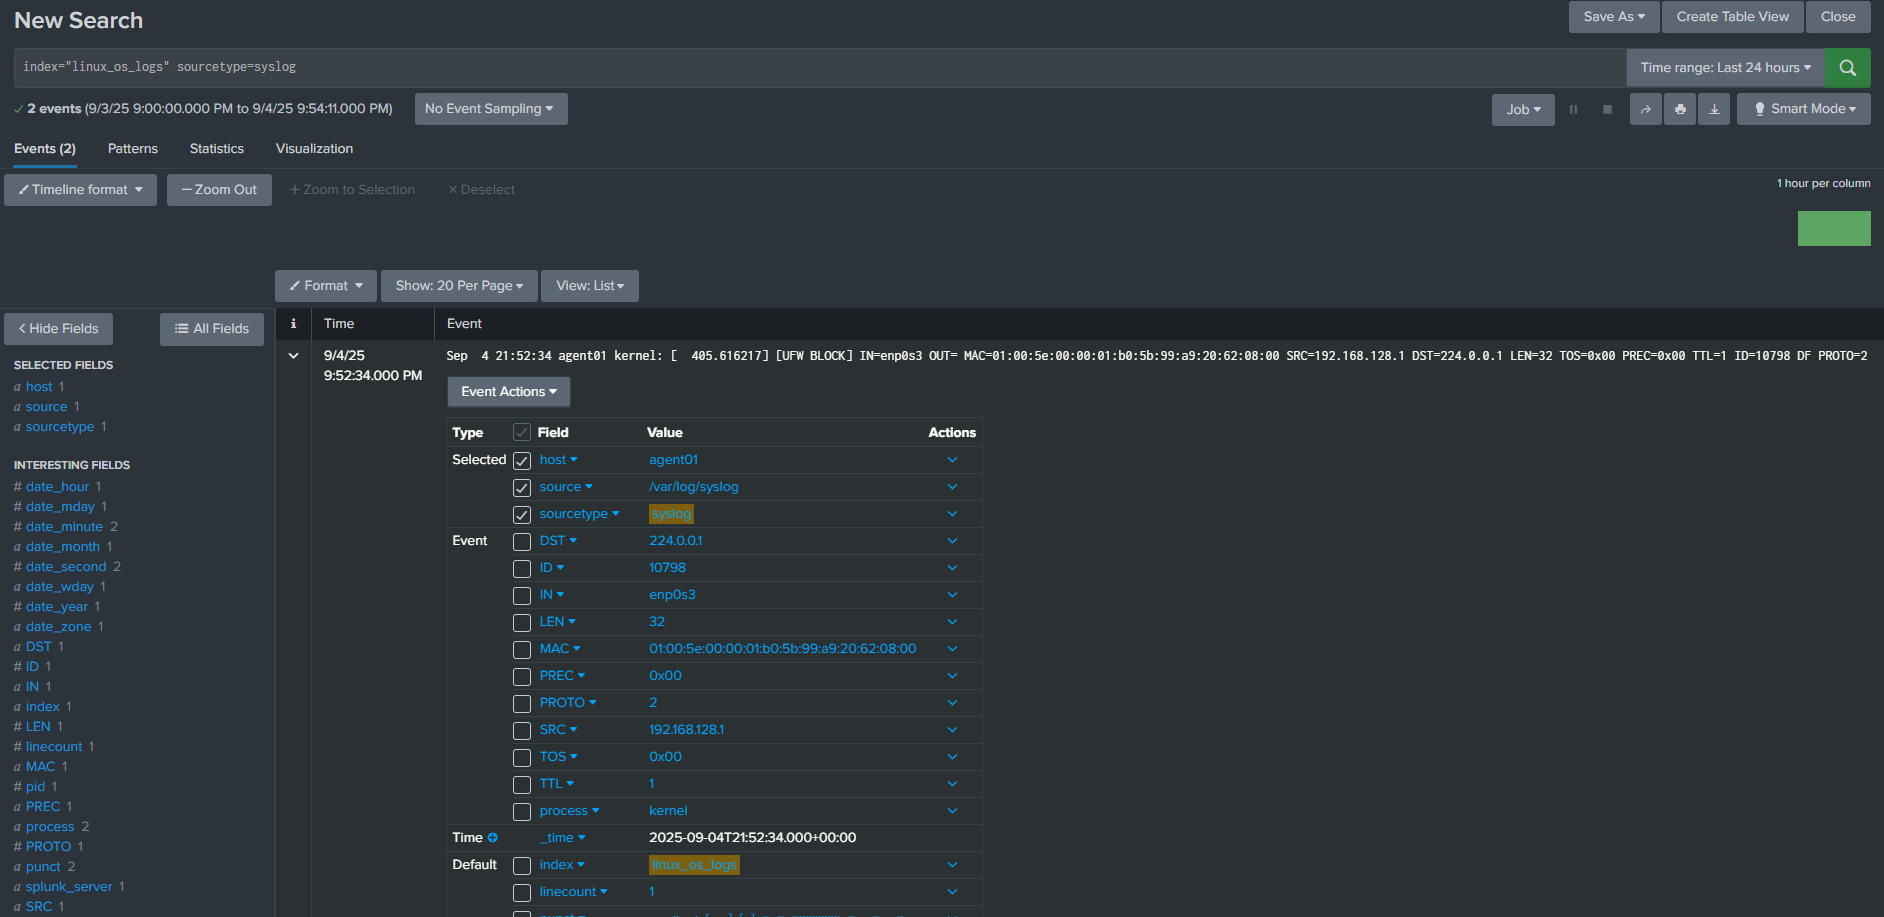 New Search
Save As
Create Table View
Close
index="linux_os_logs" sourcetype=syslog
Time range: Last 24 hours
2 events (9/3/25 9:00:00.000 PM to 9/4/25 9:54:11.000 PM)
No Event Sampling
Job
Smart Mode
Events (2)
Patterns
Statistics
Visualization
Timeline format
— Zoom Out
+ Zoom to Selection
× Deselect
1 hour per column
Format
Show: 20 Per Page
View: List
< Hide Fields
All Fields
i
Time
Event
SELECTED FIELDS
a host 1
a source 1
a sourcetype 1
INTERESTING FIELDS
# date_hour 1
# date_mday 1
# date_minute 2
a date_month 1
# date_second 2
a date_wday 1
# date_year 1
a date_zone 1
a DST 1
# ID 1
a IN 1
a index 1
# LEN 1
# linecount 1
a MAC 1
# pid 1
a PREC 1
a process 2
# PROTO 1
a punct 2
a splunk_server 1
a SRC 1
9/4/25
9:52:34.000 PM
Sep  4 21:52:34 agent01 kernel: [  405.616217] [UFW BLOCK] IN=enp0s3 OUT= MAC=01:00:5e:00:00:01:b0:5b:99:a9:20:62:08:00 SRC=192.168.128.1 DST=224.0.0.1 LEN=32 TOS=0x00 PREC=0x00 TTL=1 ID=10798 DF PROTO=2
Event Actions
Type Field Value Actions
Selected host agent01
source /var/log/syslog
sourcetype syslog
Event DST 224.0.0.1
ID 10798
IN enp0s3
LEN 32
MAC 01:00:5e:00:00:01:b0:5b:99:a9:20:62:08:00
PREC 0x00
PROTO 2
SRC 192.168.128.1
TOS 0x00
TTL 1
process kernel
Time _time 2025-09-04T21:52:34.000+00:00
Default index linux_os_logs
linecount 1